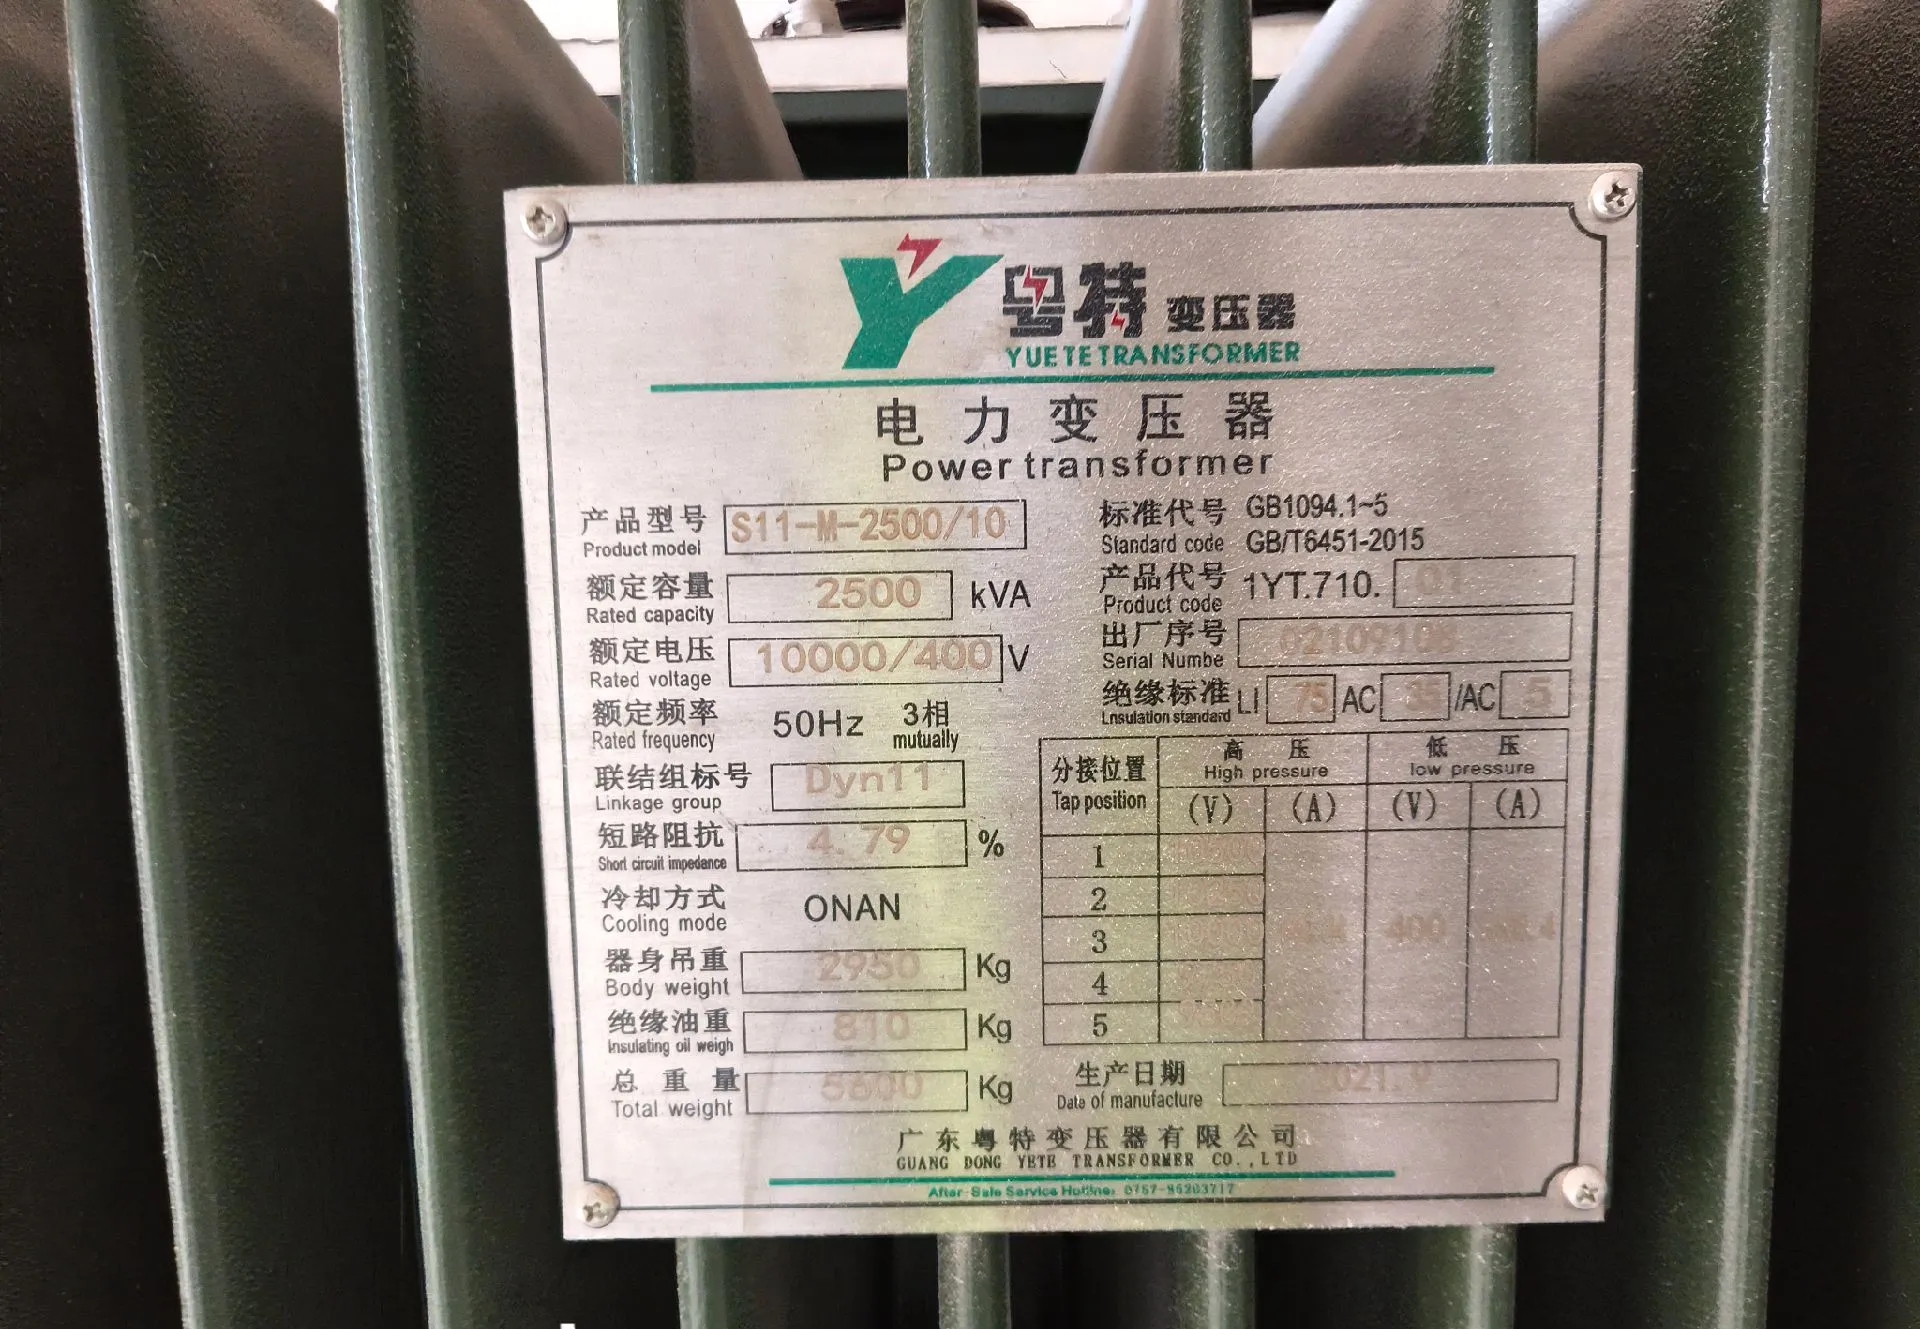 粤特变压器
YUETE TRANSFORMER
电力变压器
Power transformer
产品型号 S11-M-2500/10
Product model
额定容量 2500 kVA
Rated capacity
额定电压 10000/400 V
Rated voltage
额定频率 50Hz 3相
Rated frequency mutually
联结组标号 Dyn11
Linkage group
短路阻抗 4.79 %
Short circuit impedance
冷却方式 ONAN
Cooling mode
器身吊重 2950 Kg
Body weight
绝缘油重 810 Kg
Insulating oil weigh
总重量 Kg
Total weight
标准代号 GB1094.1~5
Standard code GB/T6451-2015
产品代号 1YT.710. 01
Product code
出厂序号
Serial Numbe
绝缘标准 LI 75 AC 35 /AC 5
Lnsulation standard
分接位置 高压 低压
Tap position High pressure low pressure
(V) (A) (V) (A)
1
2
3 400
4
5
生产日期
Date of manufacture
广东粤特变压器有限公司
GUANG DONG YETE TRANSFORMER CO.,LTD
After Sale Service Hotline: